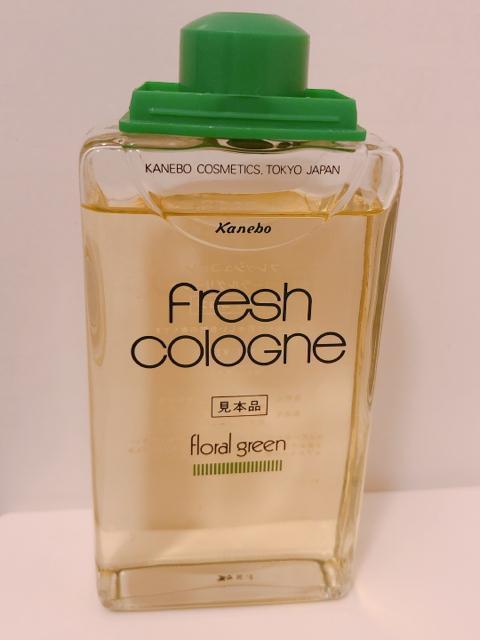 KANEBO COSMETICS, TOKYO JAPAN
Kanebo
fresh
cologne
見本品
floral green